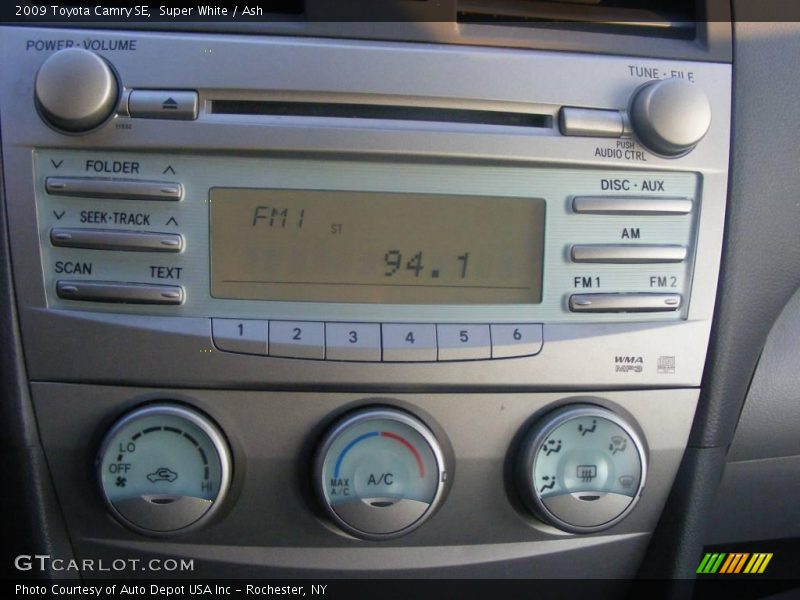 2009 Toyota Camry SE, Super White / Ash
POWER • VOLUME
TUNE • FILE
PUSH
AUDIO CTRL
FOLDER
DISC • AUX
SEEK•TRACK
FM1
ST
94.1
AM
SCAN TEXT
FM1 FM2
1 2 3 4 5 6
WMA
MP3
LO
OFF
HI
MAX
A/C
A/C
GTCARLOT.COM
Photo Courtesy of Auto Depot USA Inc – Rochester, NY